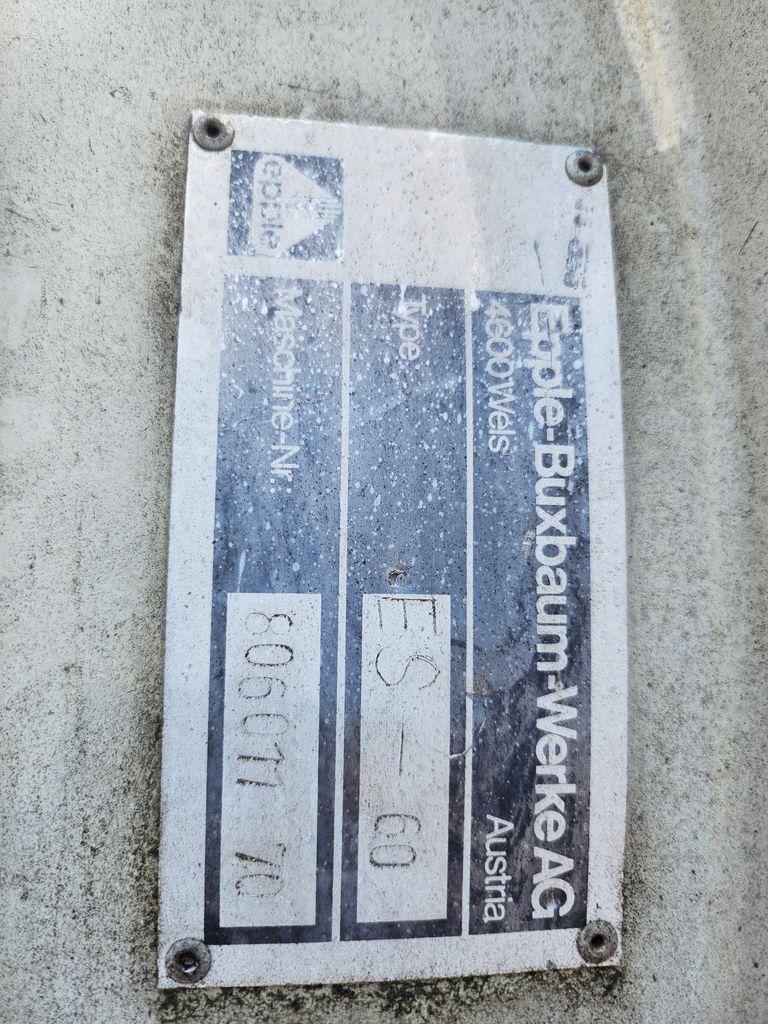 epple
Epple-Buxbaum-Werke AG
4600 Wels Austria
Type: ES-60
Maschine-Nr.: 806011 70